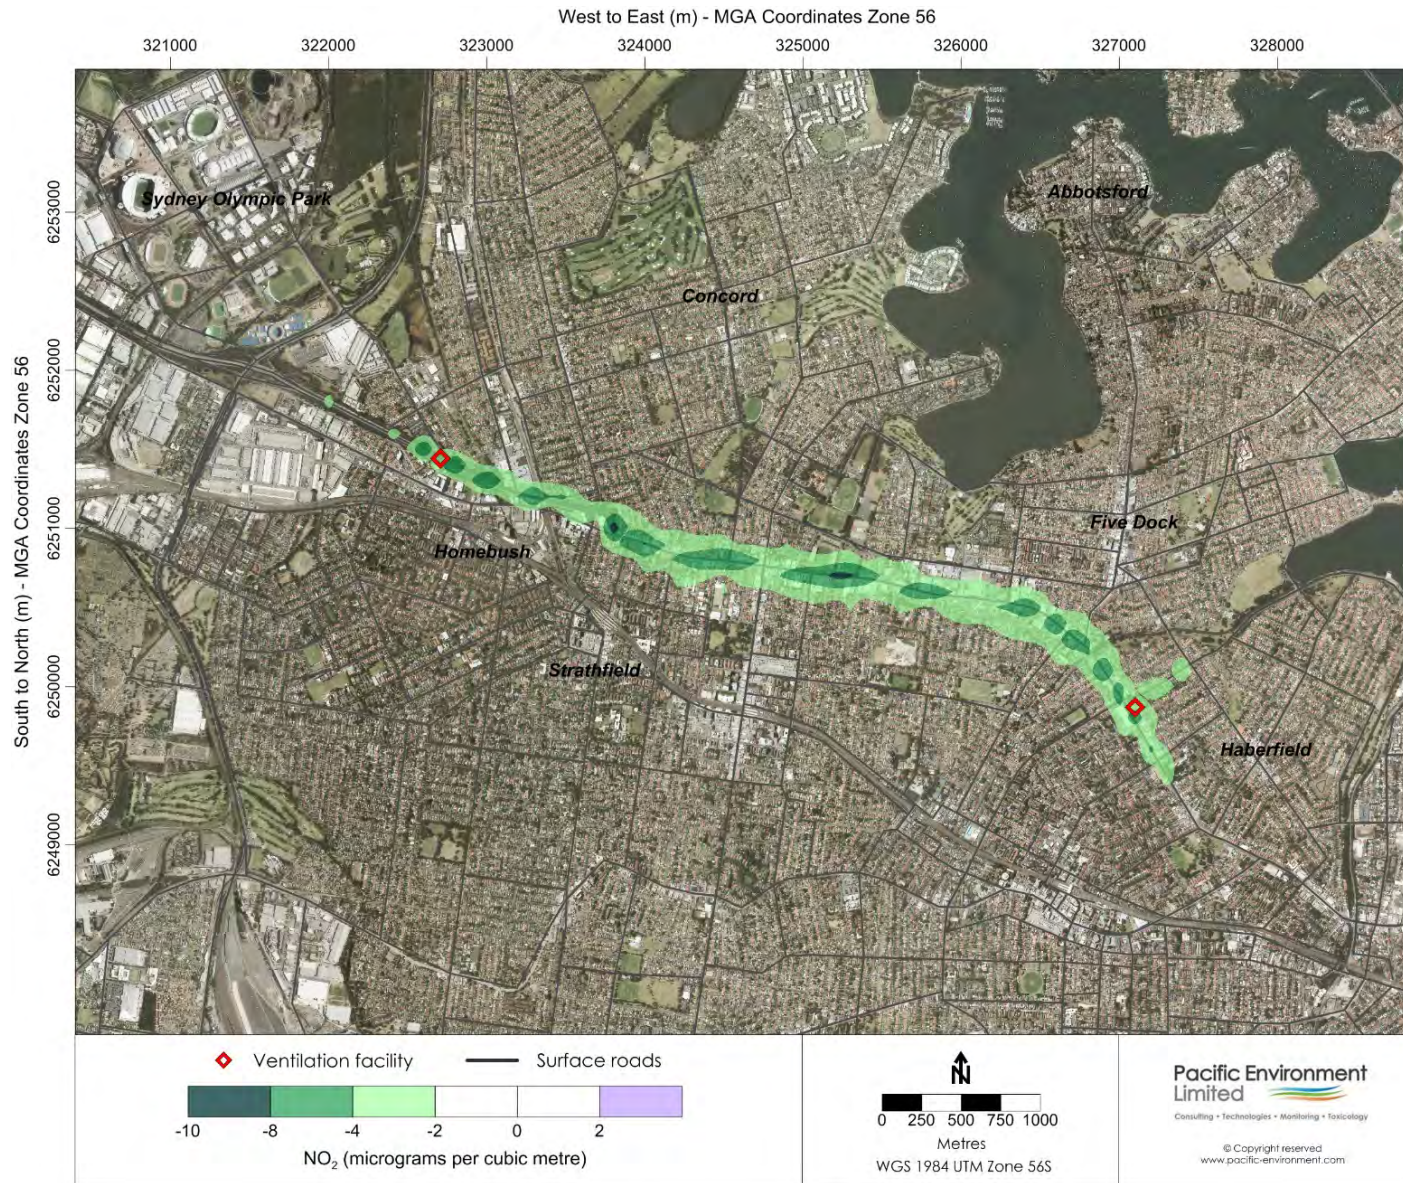 West to East (m) - MGA Coordinates Zone 56
321000 322000 323000 324000 325000 326000 327000 328000
South to North (m) - MGA Coordinates Zone 56
6253000
6252000
6251000
6250000
6249000
Sydney Olympic Park
Abbotsford
Concord
Five Dock
Homebush
Strathfield
Haberfield
Ventilation facility
Surface roads
-10 -8 -4 -2 0 2
NO₂ (micrograms per cubic metre)
N
0 250 500 750 1000
Metres
WGS 1984 UTM Zone 56S
Pacific Environment
Limited
Consulting • Technologies • Monitoring • Toxicology
© Copyright reserved
www.pacific-environment.com